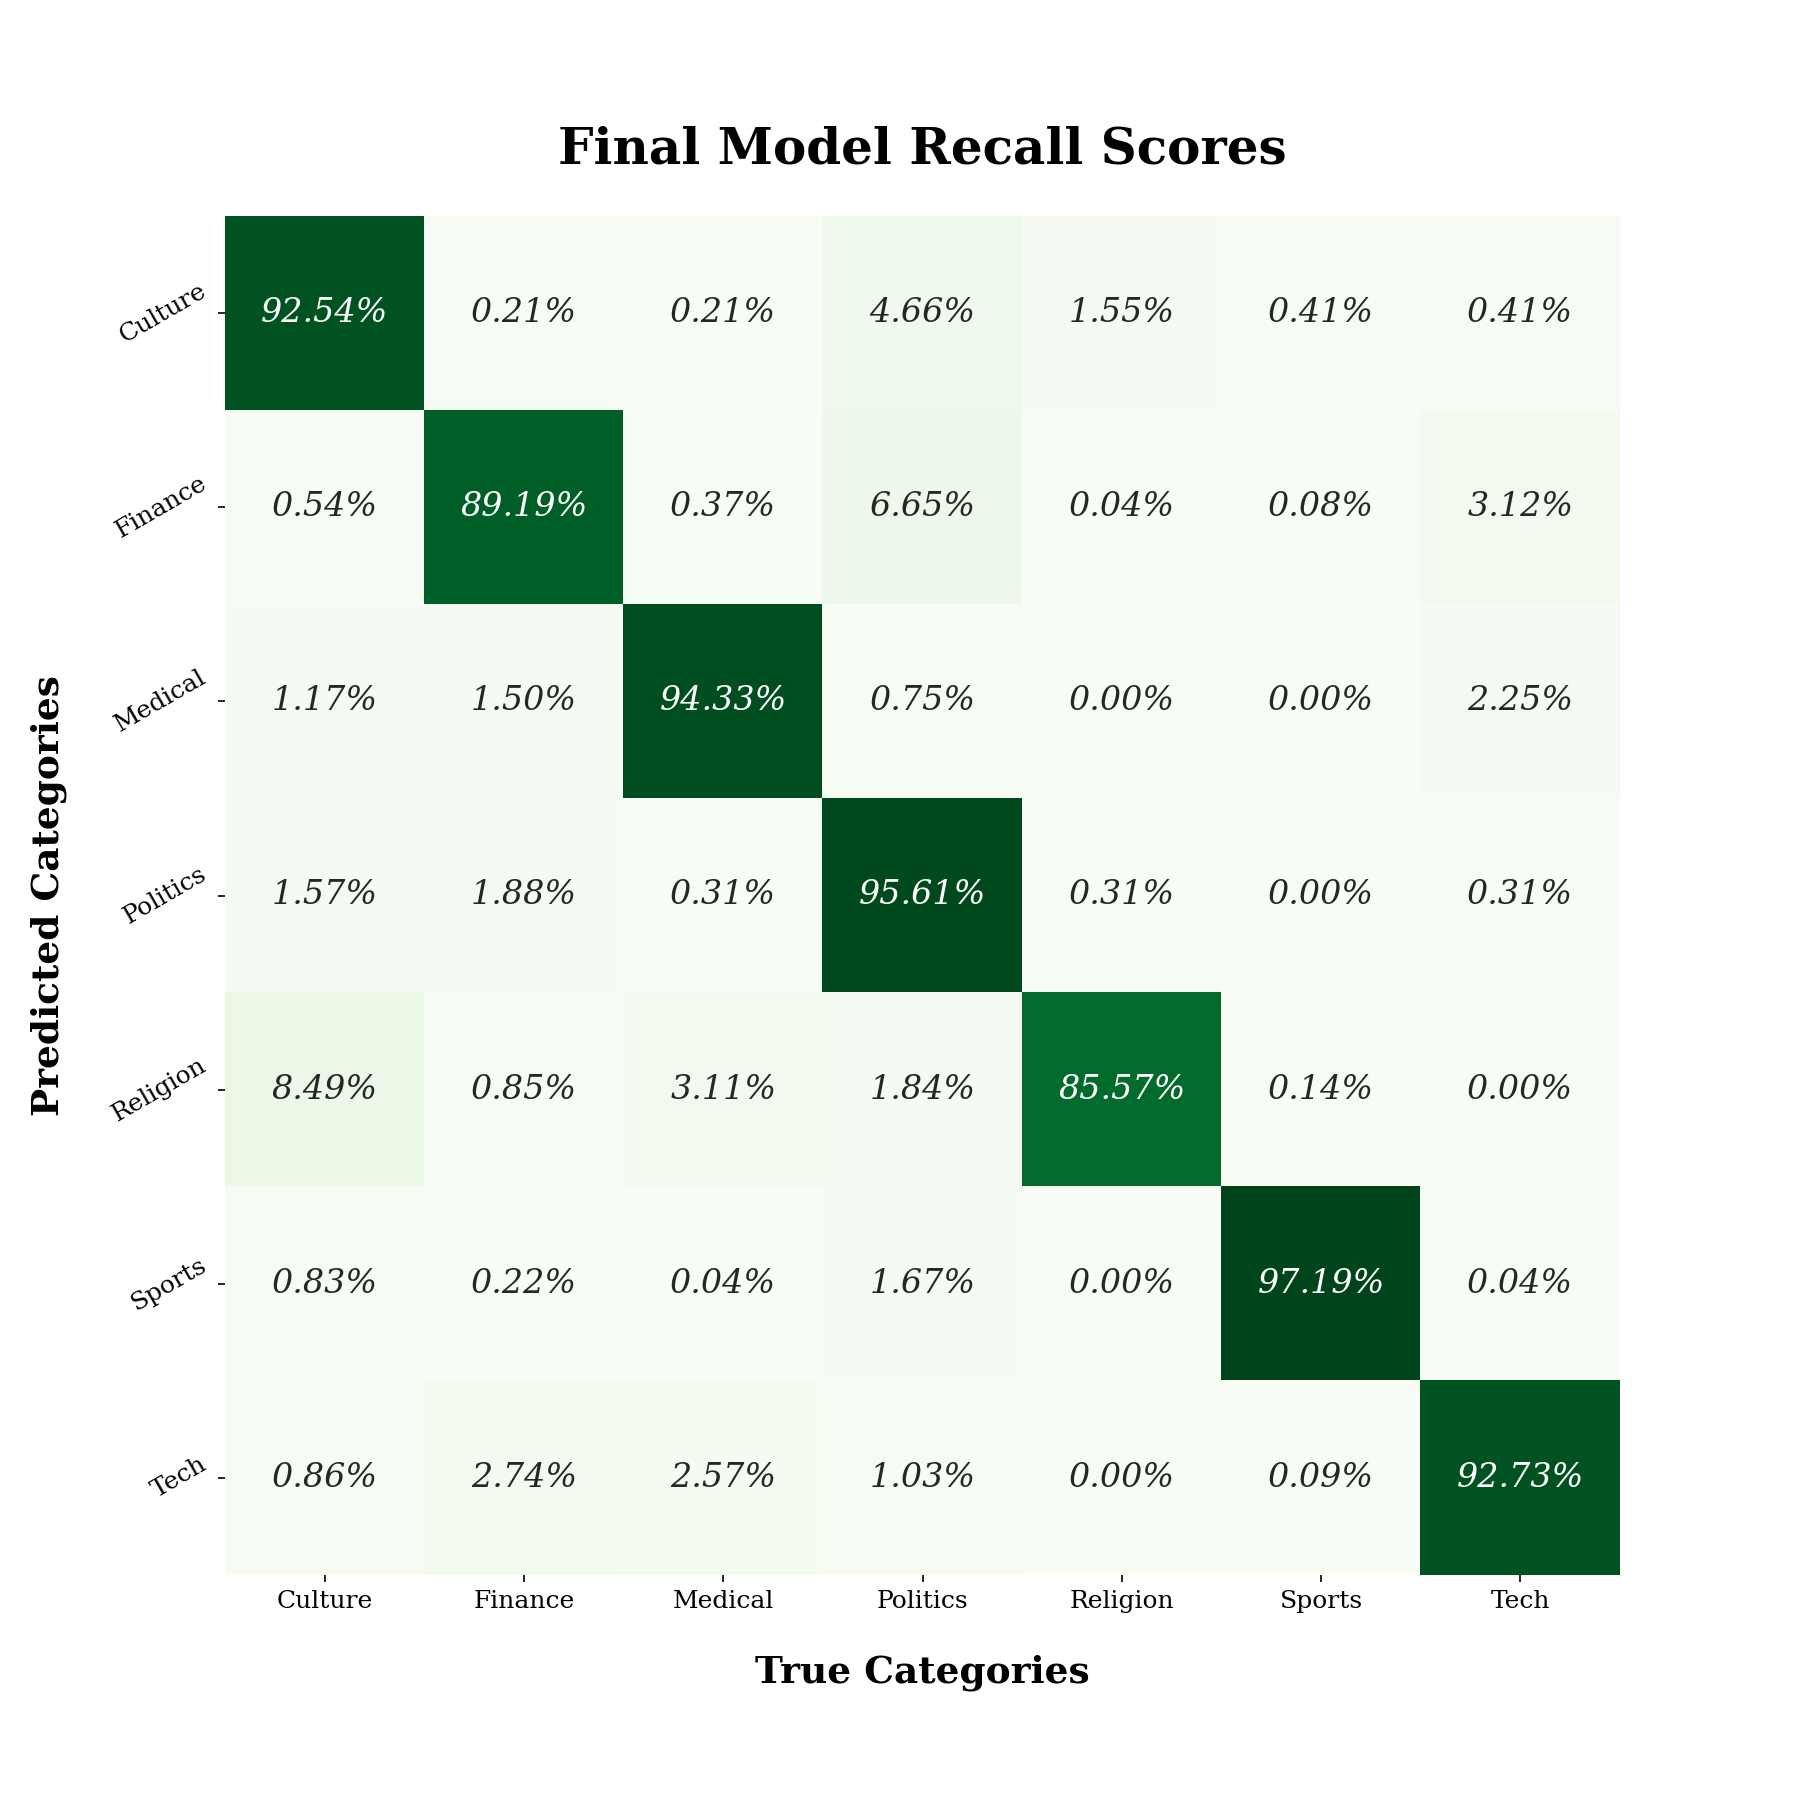 Final Model Recall Scores
Predicted Categories
Culture 92.54% 0.21% 0.21% 4.66% 1.55% 0.41% 0.41%
Finance 0.54% 89.19% 0.37% 6.65% 0.04% 0.08% 3.12%
Medical 1.17% 1.50% 94.33% 0.75% 0.00% 0.00% 2.25%
Politics 1.57% 1.88% 0.31% 95.61% 0.31% 0.00% 0.31%
Religion 8.49% 0.85% 3.11% 1.84% 85.57% 0.14% 0.00%
Sports 0.83% 0.22% 0.04% 1.67% 0.00% 97.19% 0.04%
Tech 0.86% 2.74% 2.57% 1.03% 0.00% 0.09% 92.73%
Culture Finance Medical Politics Religion Sports Tech
True Categories